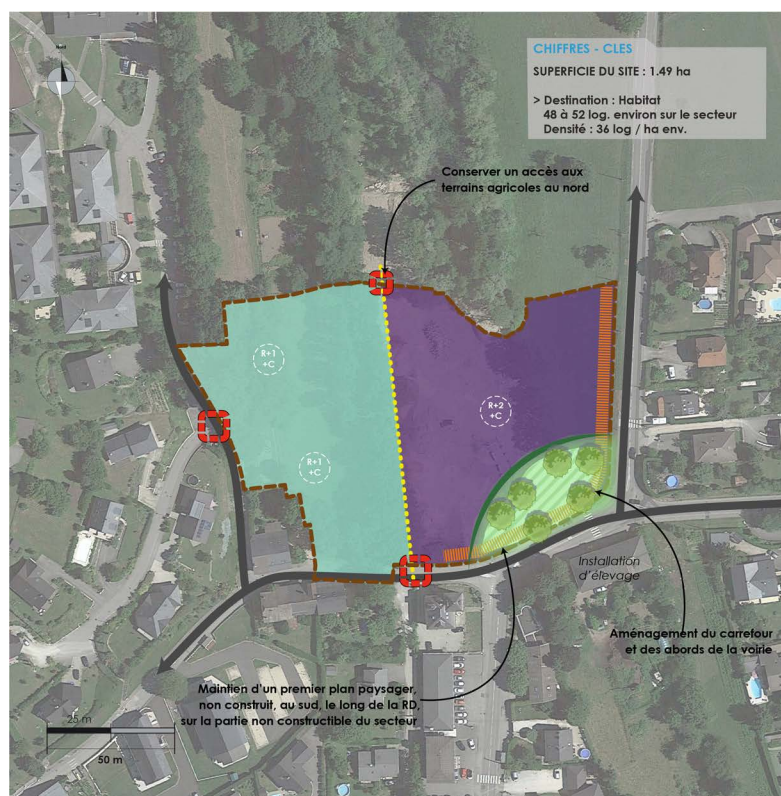 Nord
CHIFFRES - CLES
SUPERFICIE DU SITE : 1.49 ha
> Destination : Habitat
48 à 52 log. environ sur le secteur
Densité : 36 log / ha env.
Conserver un accès aux
terrains agricoles au nord
R+1
+C
R+2
+C
R+1
+C
Installation
d'élevage
Aménagement du carrefour
et des abords de la voirie
Maintien d'un premier plan paysager,
non construit, au sud, le long de la RD,
sur la partie non constructible du secteur
25 m
50 m